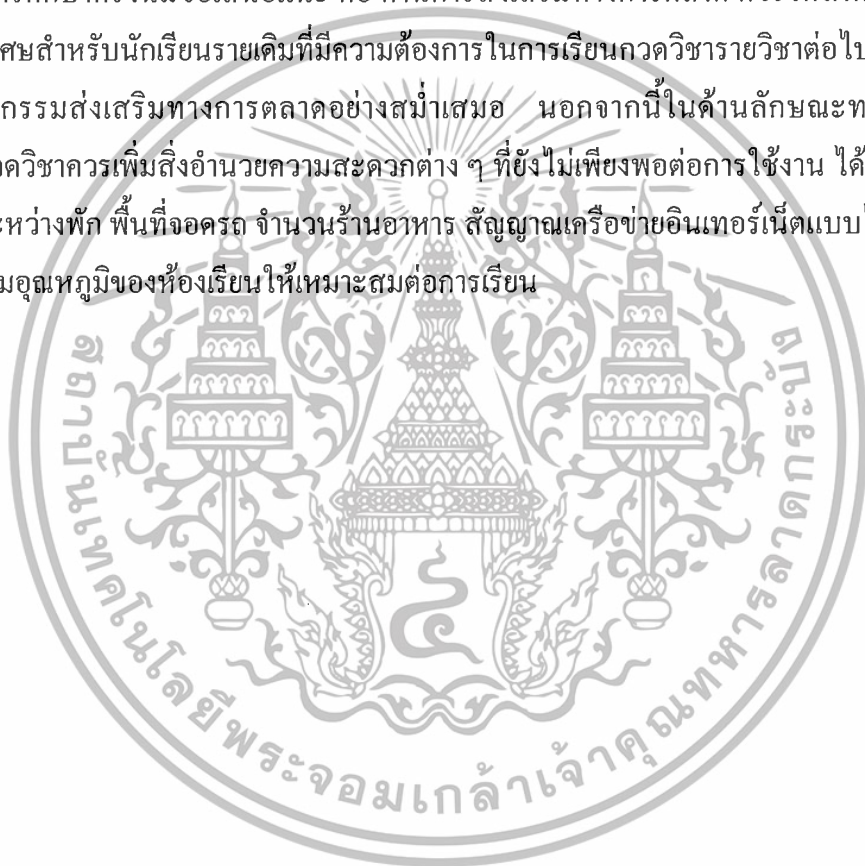 ศษสำหรับนักเรียนรายเดิมที่มีความต้องการในการเรียนกวดวิชารายวิชาต่อไป
กรรมส่งเสริมทางการตลาดอย่างสม่ำเสมอ นอกจากนี้ในด้านลักษณะท
วดวิชาควรเพิ่มสิ่งอำนวยความสะดวกต่าง ๆ ที่ยังไม่เพียงพอต่อการใช้งาน ได้
ะหว่างพัก พื้นที่จอดรถ จำนวนร้านอาหาร สัญญาณเครือข่ายอินเทอร์เน็ตแบบ
มอุณหภูมิของห้องเรียนให้เหมาะสมต่อการเรียน
สถาบันเทคโนโลยีพระจอมเกล้าเจ้าคุณทหารลาดกระบัง
๔